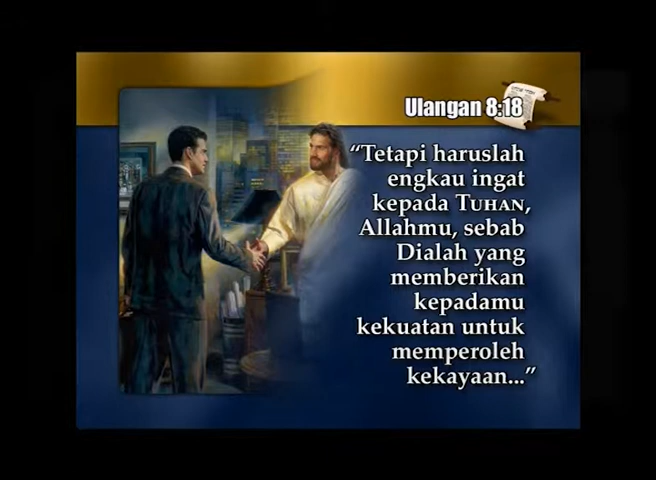 Ulangan 8:18
“Tetapi haruslah
engkau ingat
kepada TUHAN,
Allahmu, sebab
Dialah yang
memberikan
kepadamu
kekuatan untuk
memperoleh
kekayaan...”